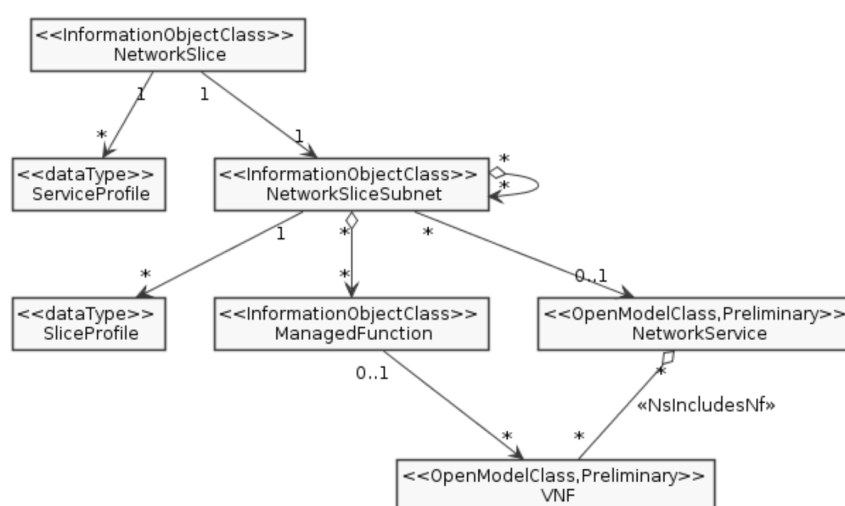 <<InformationObjectClass>>
NetworkSlice
1
1
*
1
<<dataType>>
ServiceProfile
<<InformationObjectClass>>
NetworkSliceSubnet
*
*
1
*
*
*
*
0..1
<<dataType>>
SliceProfile
<<InformationObjectClass>>
ManagedFunction
<<OpenModelClass,Preliminary>>
NetworkService
0..1
*
«NsIncludesNf»
*
*
<<OpenModelClass,Preliminary>>
VNF